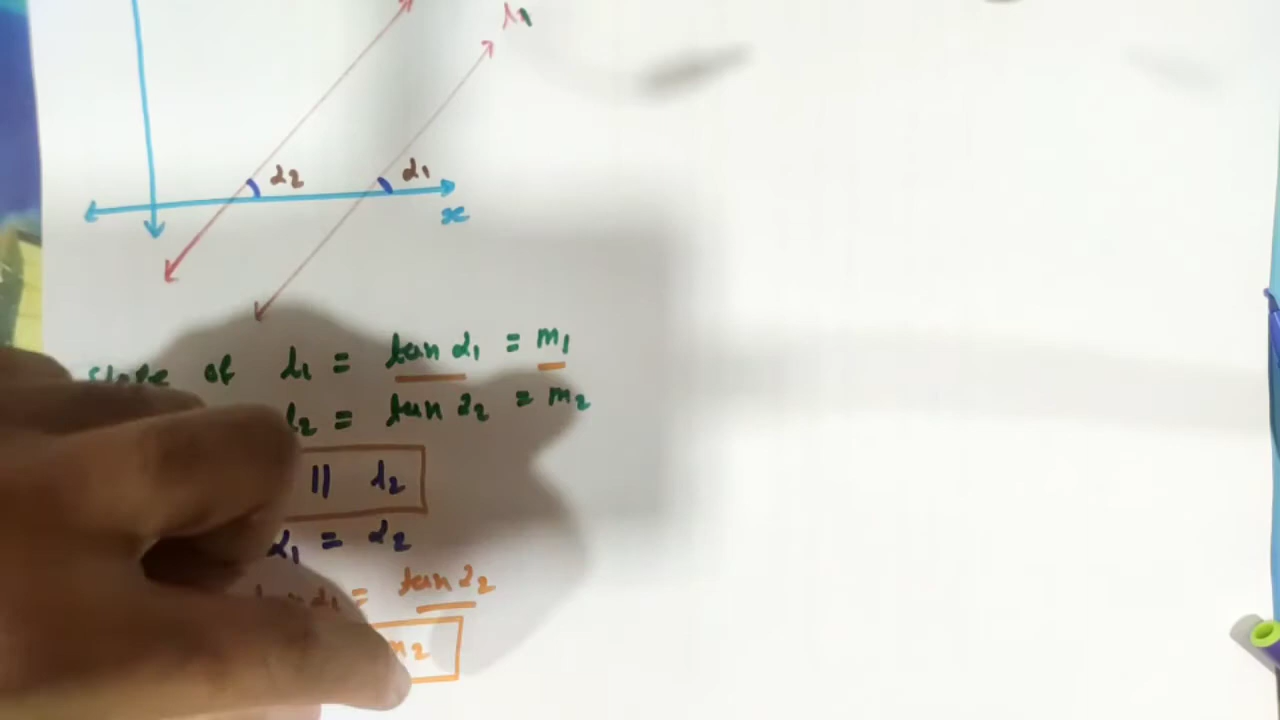 l1
α2
α1
x
slope of l1 = tan α1 = m1
l2 = tan α2 = m2
|| l2
α1 = α2
= tan α2
m2